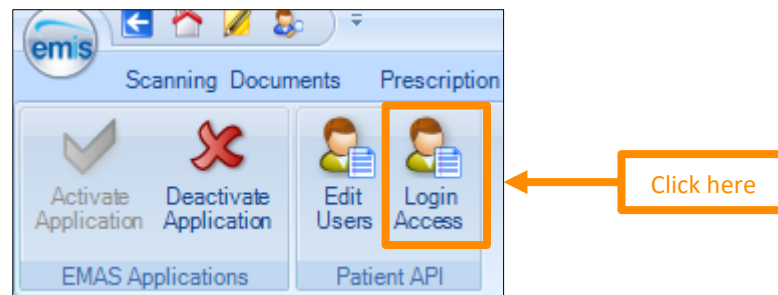 emis
Scanning Documents Prescription
Activate Application
Deactivate Application
Edit Users
Login Access
EMAS Applications
Patient API
Click here